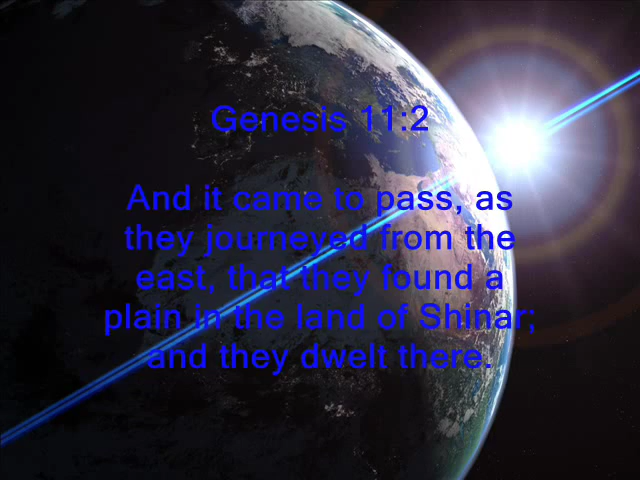 Genesis 11:2
And it came to pass, as
they journeyed from the
east, that they found a
plain in the land of Shinar;
and they dwelt there.